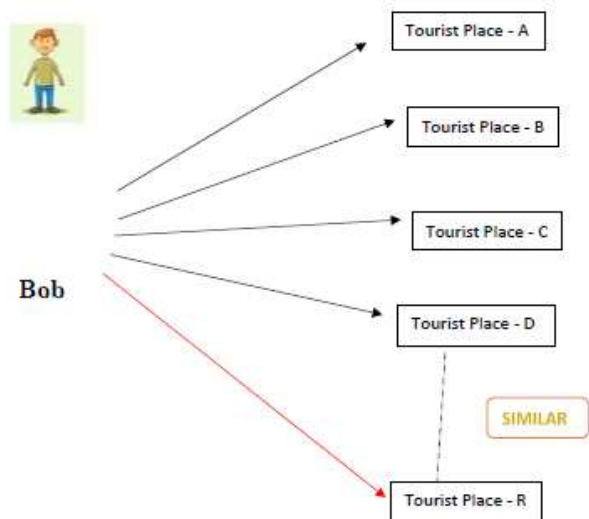 Tourist Place - A
Tourist Place - B
Tourist Place - C
Bob
Tourist Place - D
SIMILAR
Tourist Place - R